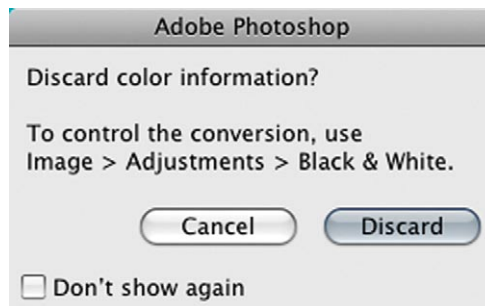 Adobe Photoshop
Discard color information?
To control the conversion, use
Image > Adjustments > Black & White.
Cancel
Discard
Don't show again